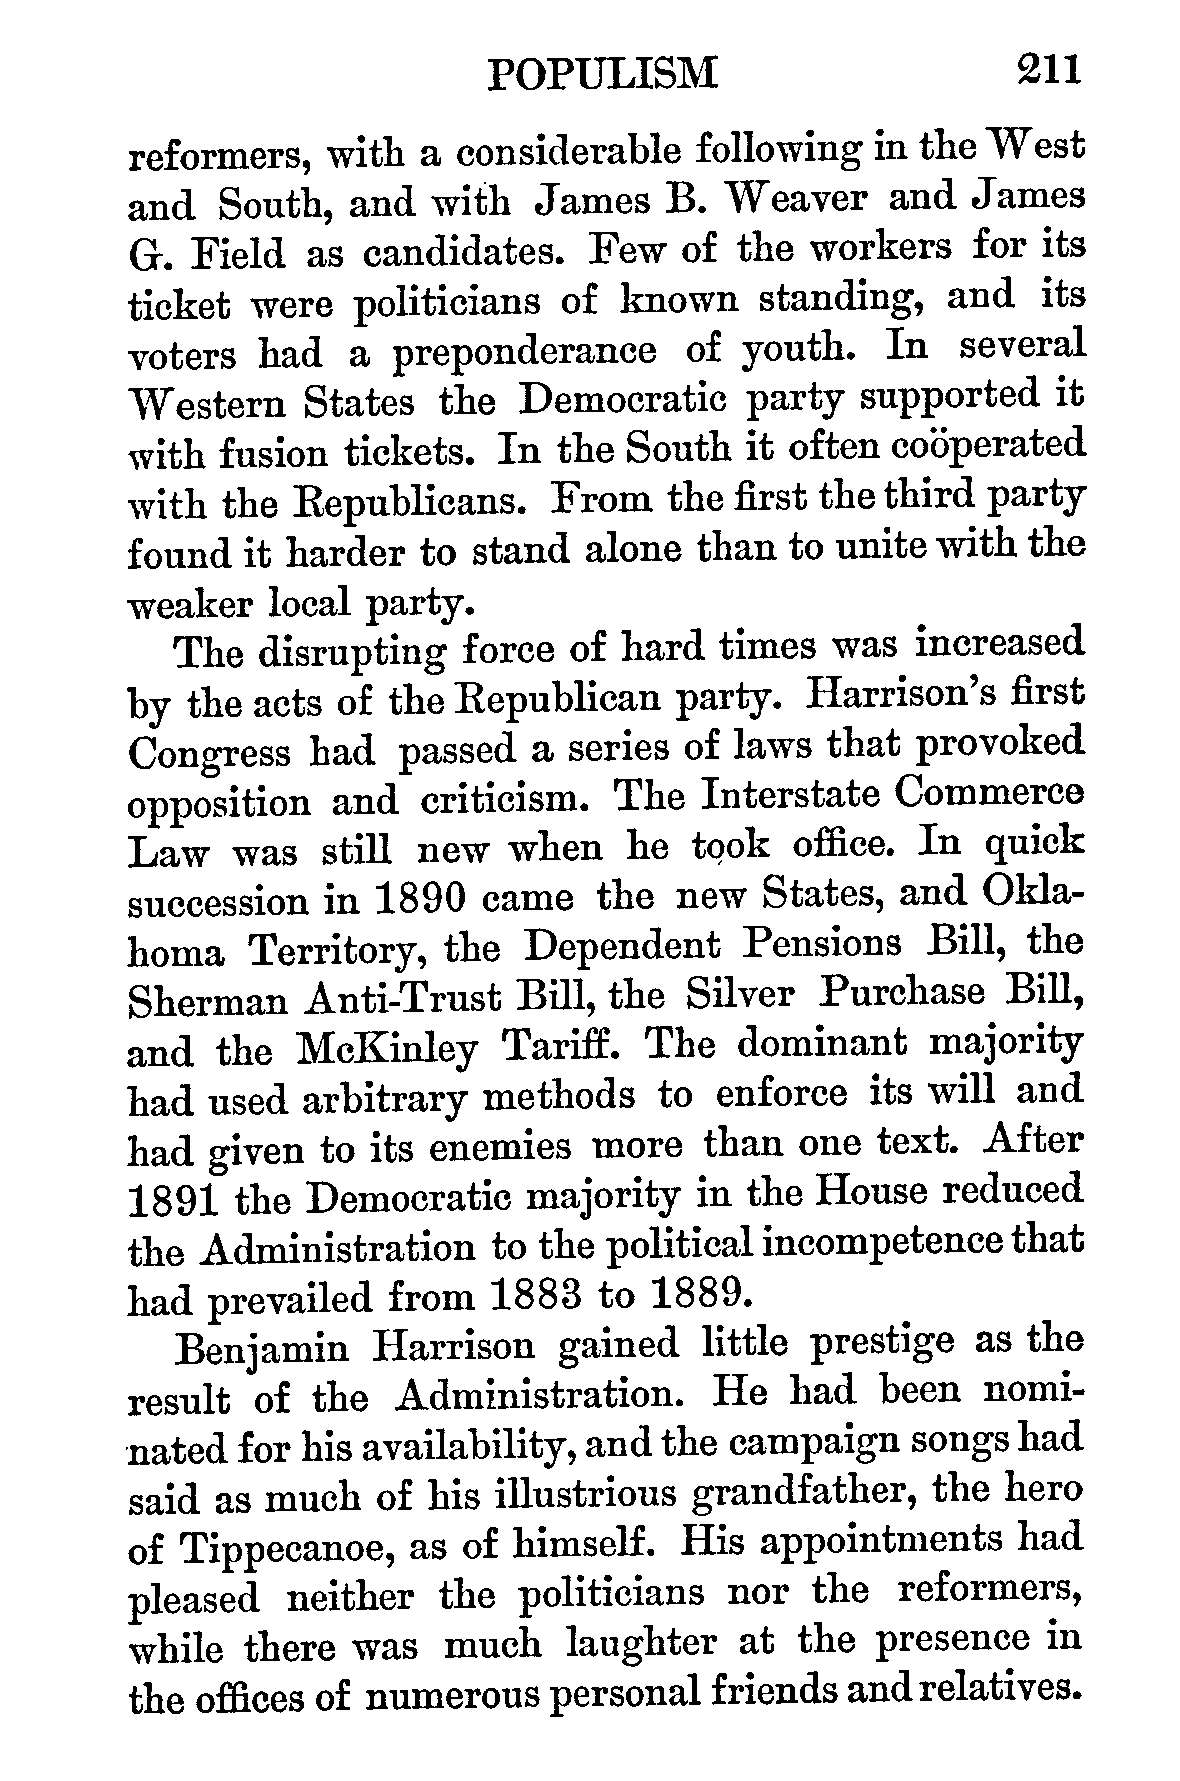 POPULISM 211
reformers, with a considerable following in the West
and South, and with James B. Weaver and James
G. Field as candidates. Few of the workers for its
ticket were politicians of known standing, and its
voters had a preponderance of youth. In several
Western States the Democratic party supported it
with fusion tickets. In the South it often coöperated
with the Republicans. From the first the third party
found it harder to stand alone than to unite with the
weaker local party.
The disrupting force of hard times was increased
by the acts of the Republican party. Harrison's first
Congress had passed a series of laws that provoked
opposition and criticism. The Interstate Commerce
Law was still new when he took office. In quick
succession in 1890 came the new States, and Okla-
homa Territory, the Dependent Pensions Bill, the
Sherman Anti-Trust Bill, the Silver Purchase Bill,
and the McKinley Tariff. The dominant majority
had used arbitrary methods to enforce its will and
had given to its enemies more than one text. After
1891 the Democratic majority in the House reduced
the Administration to the political incompetence that
had prevailed from 1883 to 1889.
Benjamin Harrison gained little prestige as the
result of the Administration. He had been nomi-
nated for his availability, and the campaign songs had
said as much of his illustrious grandfather, the hero
of Tippecanoe, as of himself. His appointments had
pleased neither the politicians nor the reformers,
while there was much laughter at the presence in
the offices of numerous personal friends and relatives.